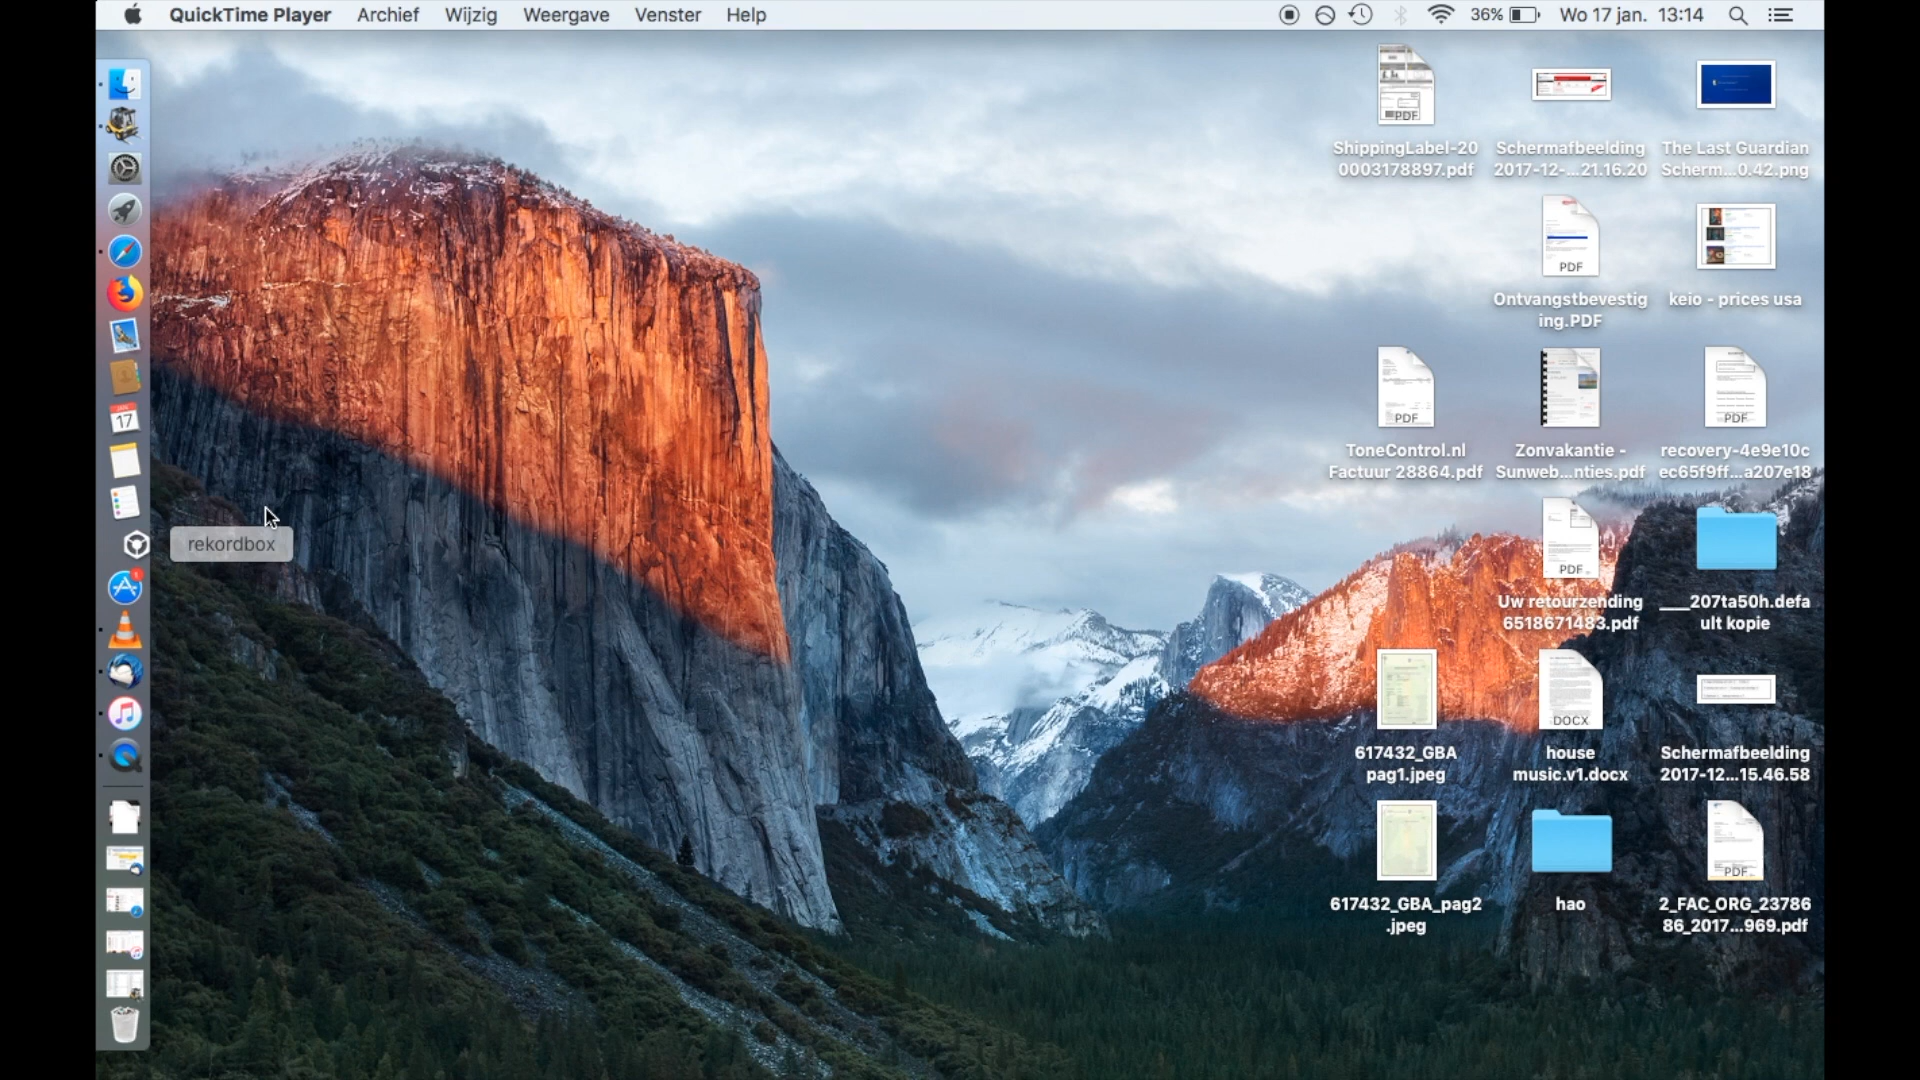 QuickTime Player Archief Wijzig Weergave Venster Help 36% Wo 17 jan. 13:14
PDF
ShippingLabel-20
0003178897.pdf
Schermafbeelding
2017-12-...21.16.20
The Last Guardian
Scherm...0.42.png
PDF
Ontvangstbevestig
ing.PDF
keio - prices usa
PDF
ToneControl.nl
Factuur 28864.pdf
Zonvakantie -
Sunweb...nties.pdf
PDF
recovery-4e9e10c
ec65f9ff...a207e18
JAN
17
rekordbox
1
PDF
Uw retourzending
6518671483.pdf
___207ta50h.defa
ult kopie
617432_GBA
pag1.jpeg
DOCX
house
music.v1.docx
Schermafbeelding
2017-12...15.46.58
617432_GBA_pag2
.jpeg
hao
PDF
2_FAC_ORG_23786
86_2017...969.pdf